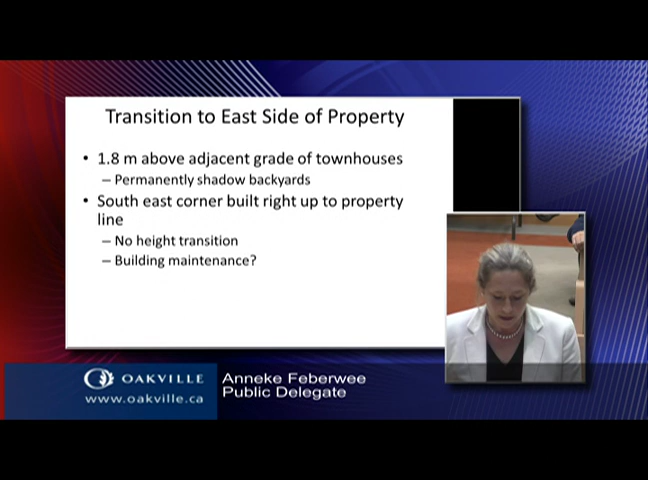 Transition to East Side of Property
• 1.8 m above adjacent grade of townhouses
– Permanently shadow backyards
• South east corner built right up to property
line
– No height transition
– Building maintenance?
OAKVILLE
www.oakville.ca
Anneke Feberwee
Public Delegate